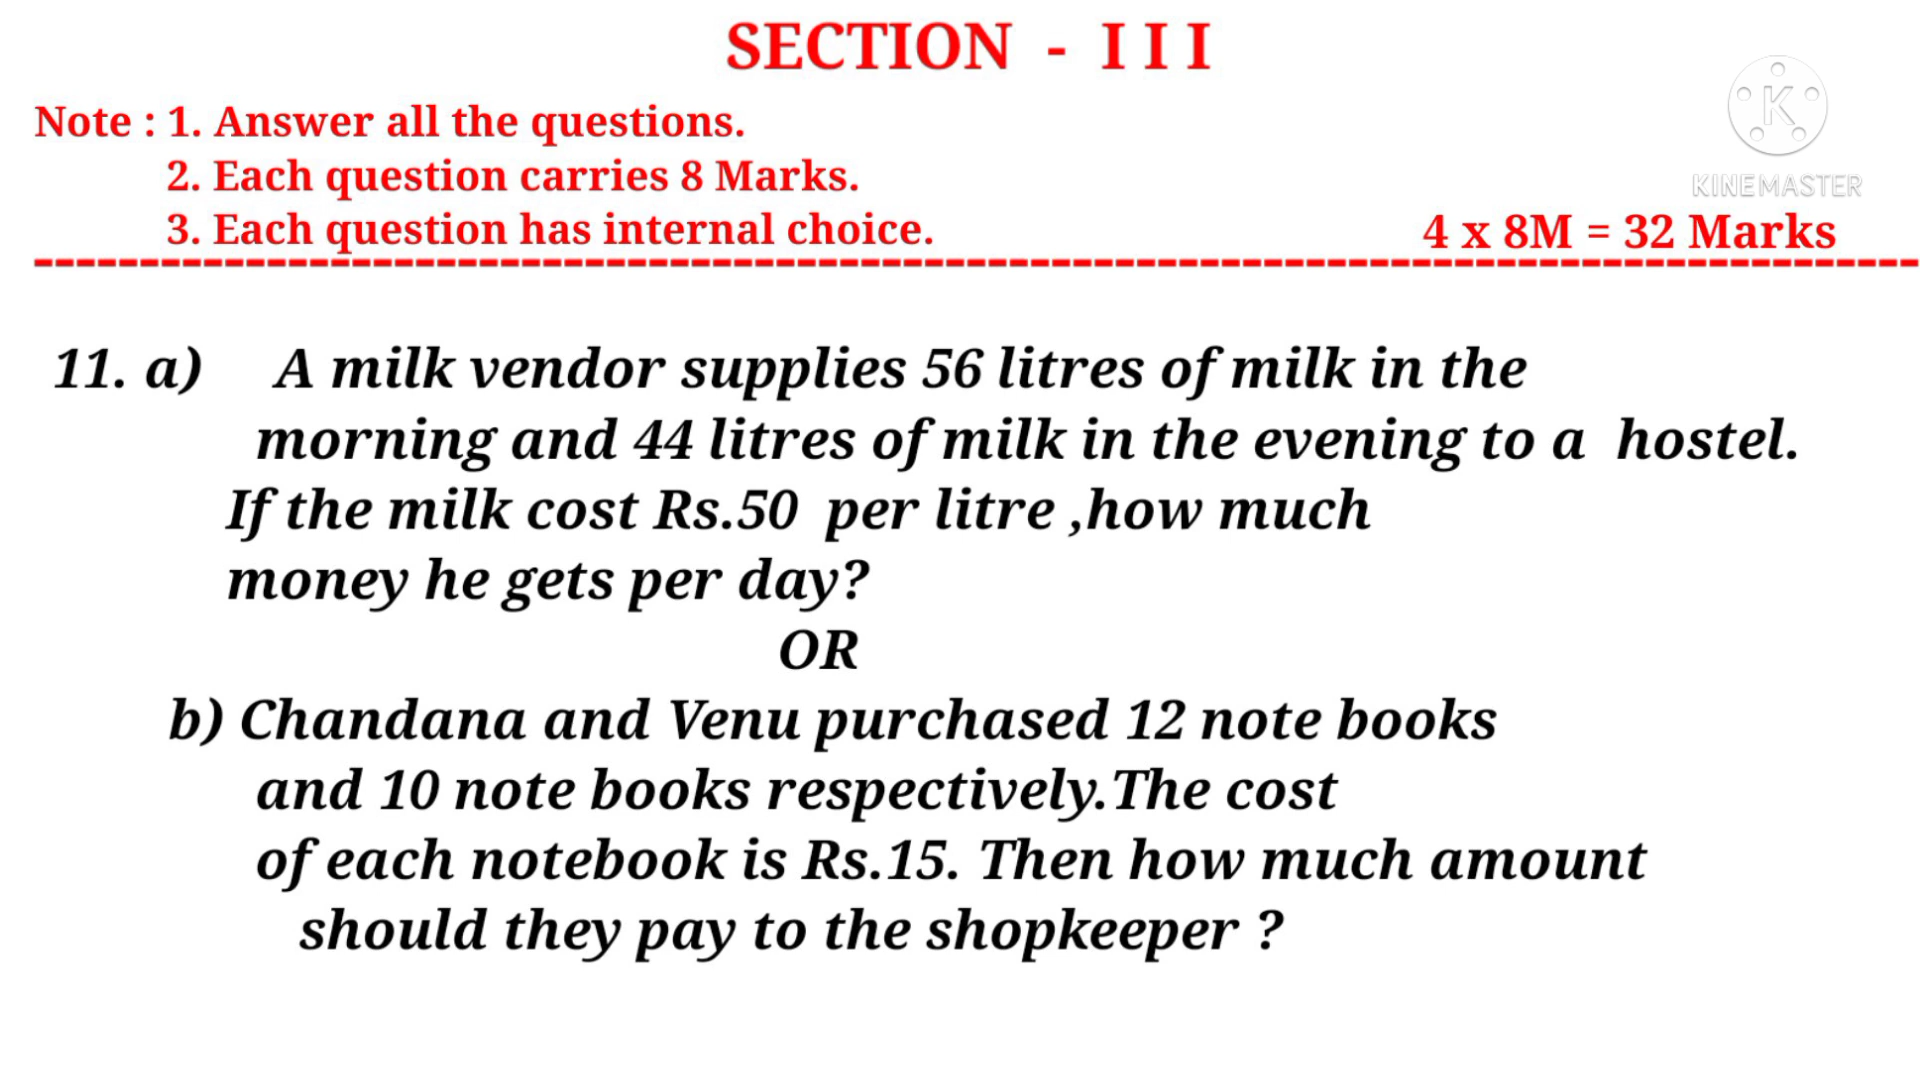 SECTION - I I I
Note : 1. Answer all the questions.
2. Each question carries 8 Marks.
3. Each question has internal choice.
4 x 8M = 32 Marks
K
KINEMASTER
11. a) A milk vendor supplies 56 litres of milk in the
morning and 44 litres of milk in the evening to a hostel.
If the milk cost Rs.50 per litre ,how much
money he gets per day?
OR
b) Chandana and Venu purchased 12 note books
and 10 note books respectively.The cost
of each notebook is Rs.15. Then how much amount
should they pay to the shopkeeper ?